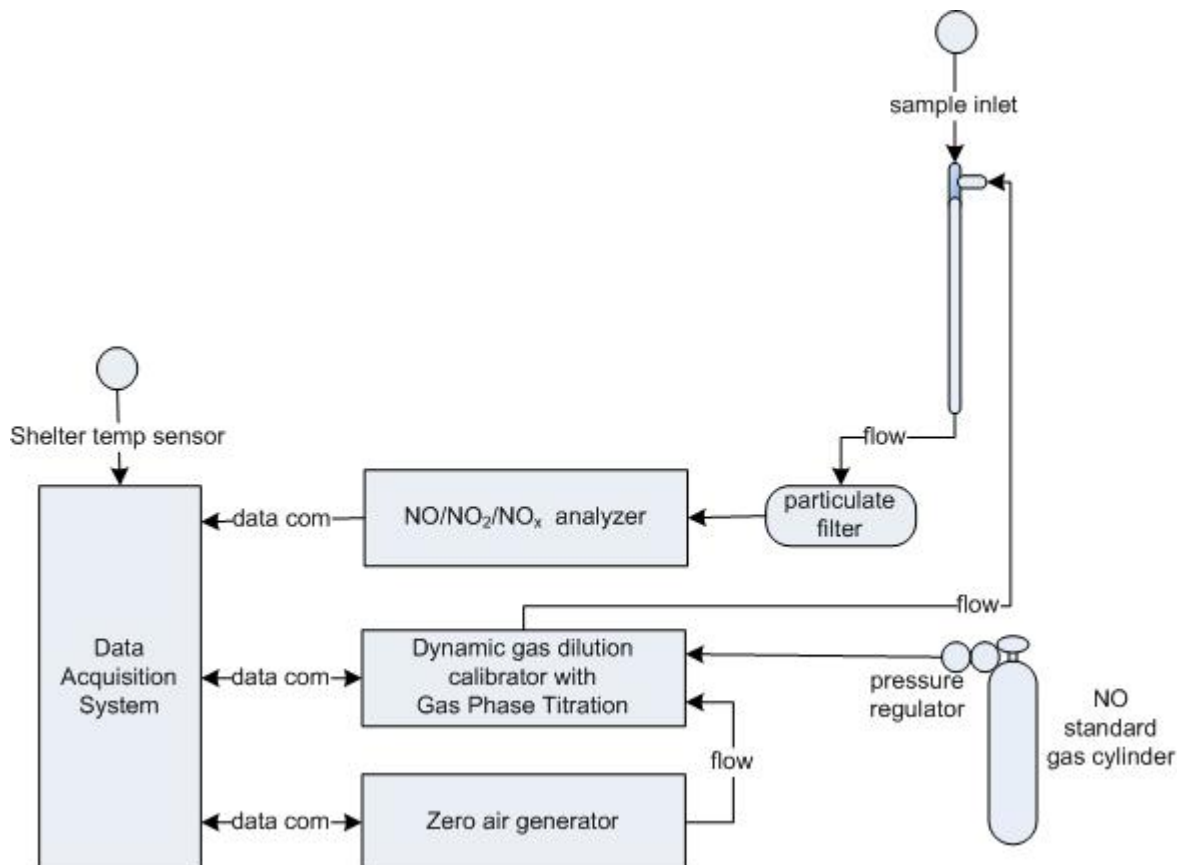 sample inlet
flow
Shelter temp sensor
particulate
filter
NO/NO₂/NOₓ analyzer
data com
flow
Data
Acquisition
System
data com
Dynamic gas dilution
calibrator with
Gas Phase Titration
pressure
regulator
NO
standard
gas cylinder
flow
data com
Zero air generator